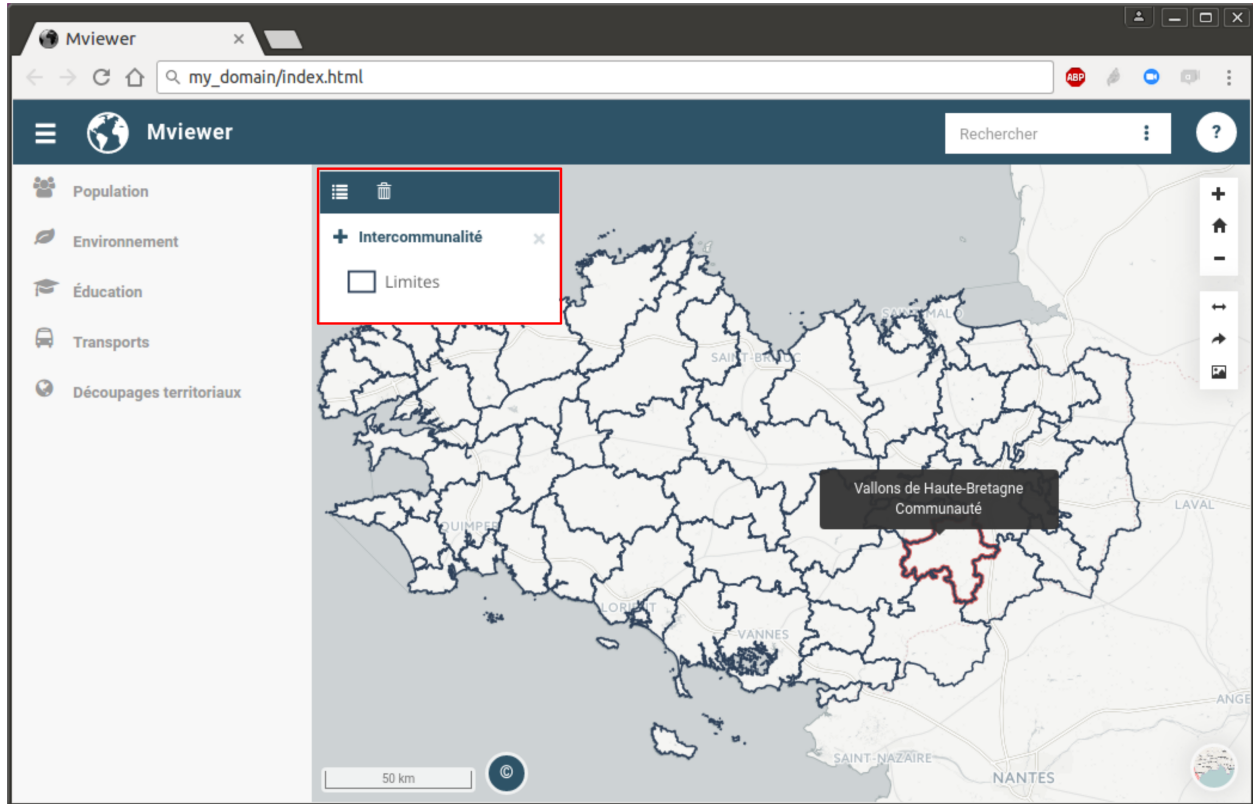 Mviewer
my_domain/index.html
ABP
Mviewer
Rechercher
?
Population
Environnement
Éducation
Transports
Découpages territoriaux
Intercommunalité
Limites
SAINT-MALO
SAINT-BRIEUC
Vallons de Haute-Bretagne
Communauté
LAVAL
QUIMPER
LORIENT
VANNES
ANGE
SAINT-NAZAIRE
NANTES
50 km
©